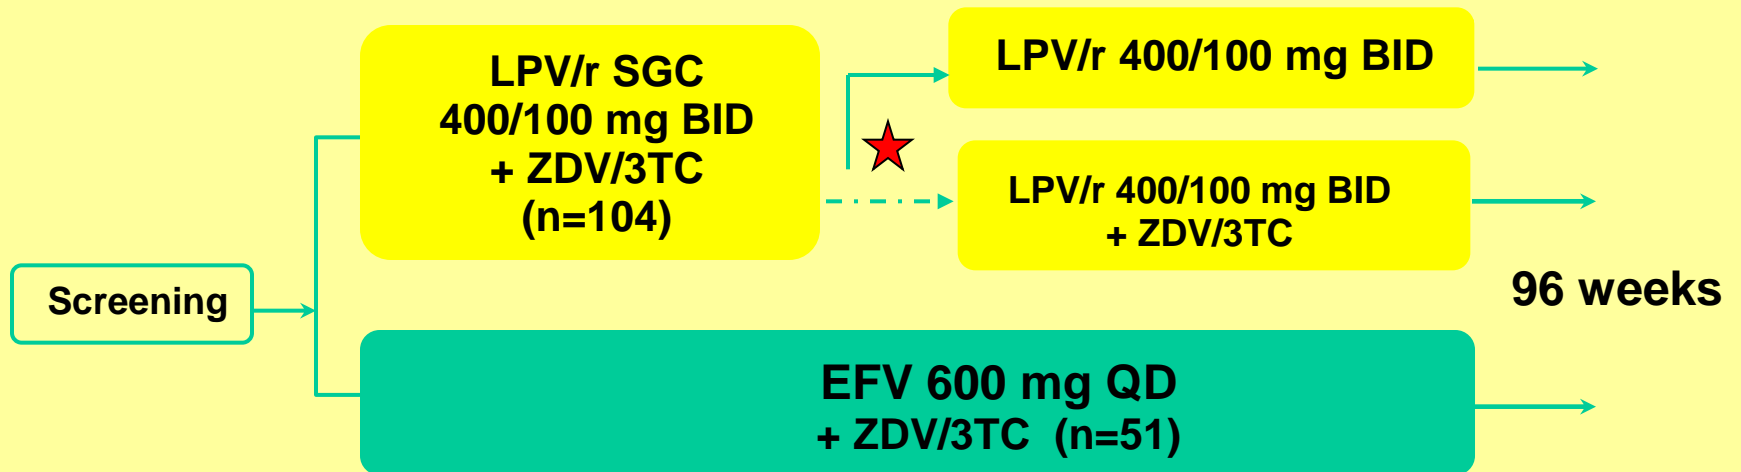 Screening
LPV/r SGC
400/100 mg BID
+ ZDV/3TC
(n=104)
LPV/r 400/100 mg BID
LPV/r 400/100 mg BID
+ ZDV/3TC
96 weeks
EFV 600 mg QD
+ ZDV/3TC (n=51)